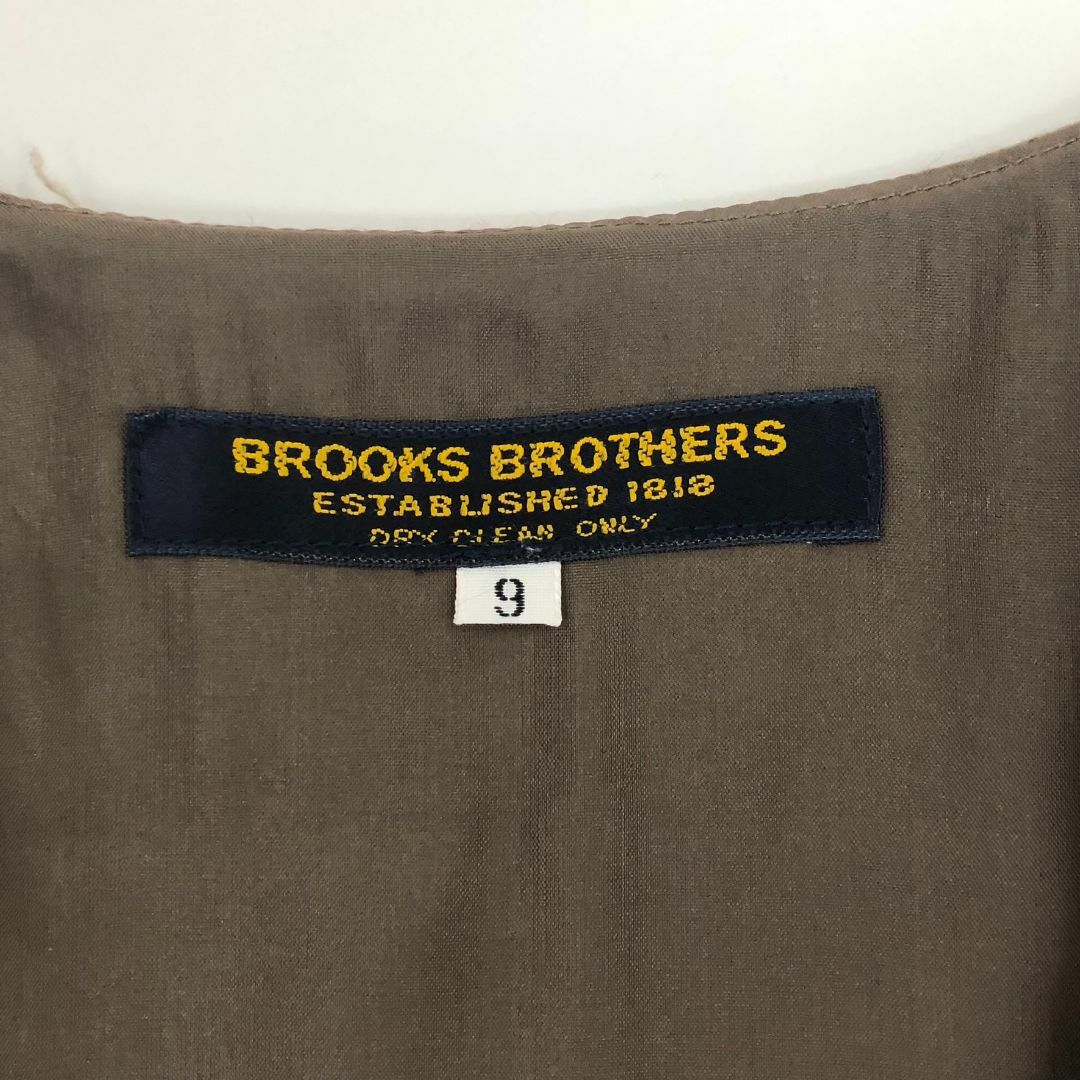 BROOKS BROTHERS
ESTABLISHED 1818
DRY CLEAN ONLY
9